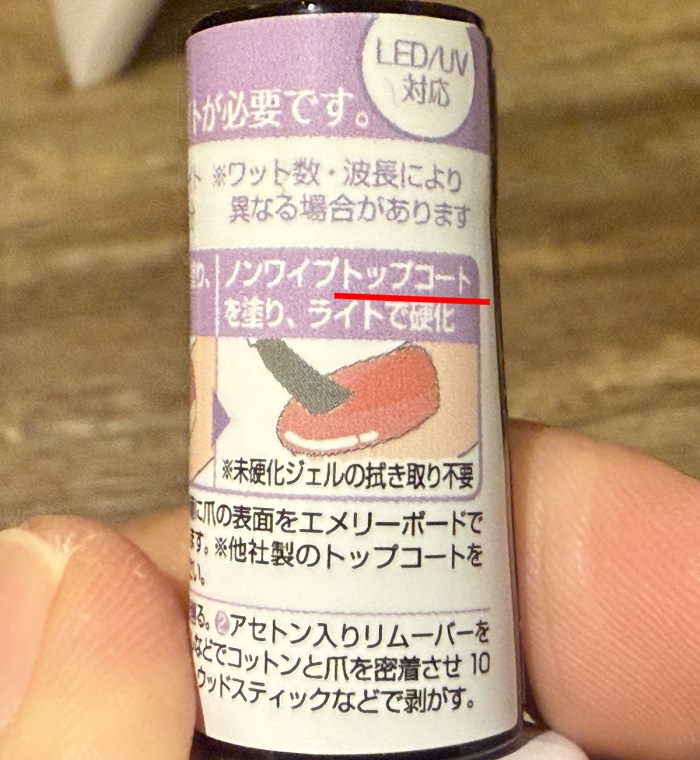 LED/UV
対応
が必要です。
※ワット数・波長により
異なる場合があります
ノンワイプトップコート
を塗り、ライトで硬化
※未硬化ジェルの拭き取り不要
に爪の表面をエメリーボードで
ます。※他社製のトップコートを
さい。
る。❷アセトン入りリムーバーを
などでコットンと爪を密着させ 10
ウッドスティックなどで剥がす。